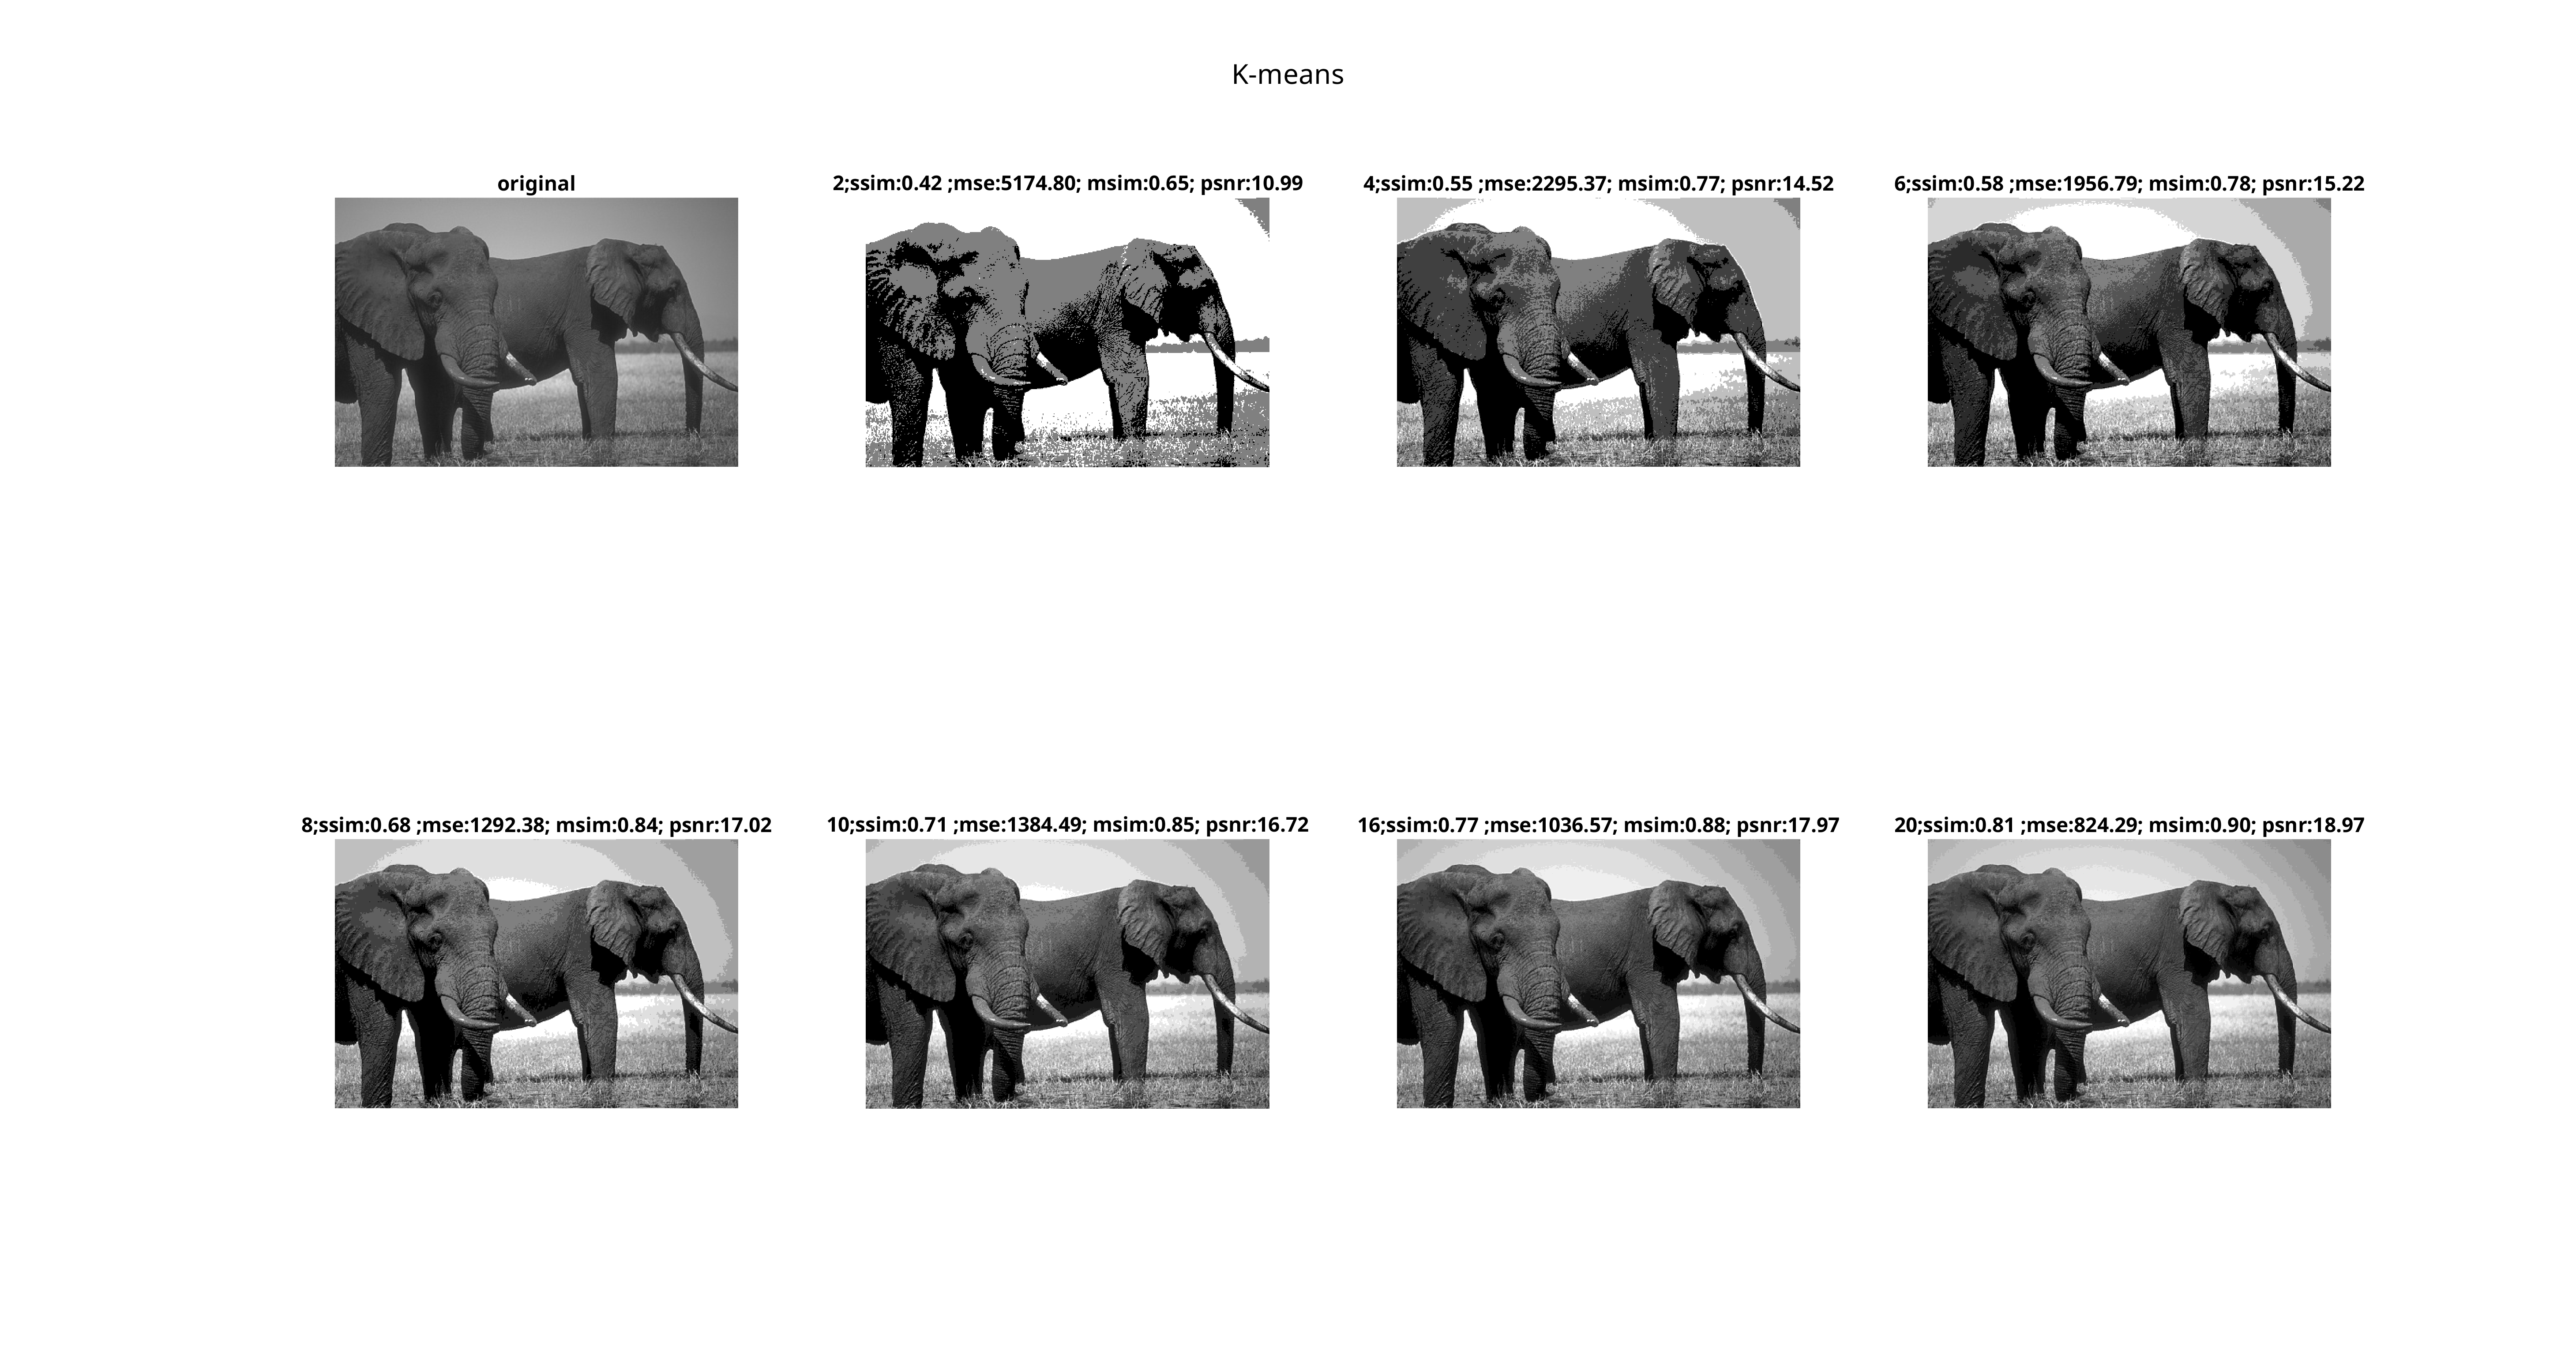 K-means
original
2;ssim:0.42 ;mse:5174.80; msim:0.65; psnr:10.99
4;ssim:0.55 ;mse:2295.37; msim:0.77; psnr:14.52
6;ssim:0.58 ;mse:1956.79; msim:0.78; psnr:15.22
8;ssim:0.68 ;mse:1292.38; msim:0.84; psnr:17.02
10;ssim:0.71 ;mse:1384.49; msim:0.85; psnr:16.72
16;ssim:0.77 ;mse:1036.57; msim:0.88; psnr:17.97
20;ssim:0.81 ;mse:824.29; msim:0.90; psnr:18.97